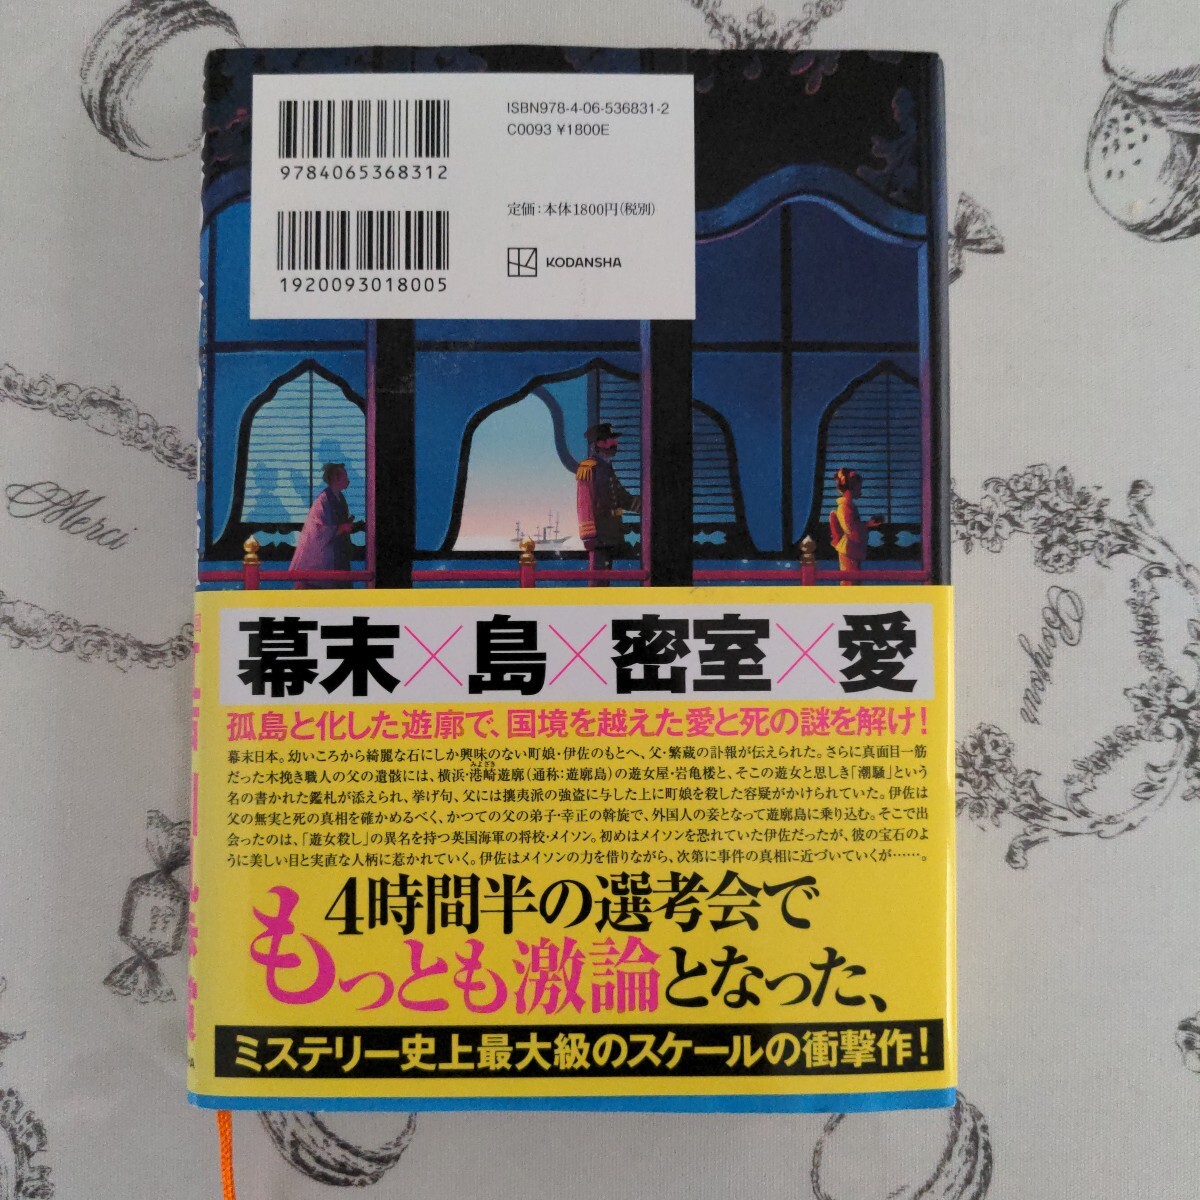 ISBN978-4-06-536831-2
C0093 ¥1800E
9784065368312
定価:本体1800円(税別)
KODANSHA
1920093018005
Merci
Bonjour
幕末×島×密室×愛
孤島と化した遊廓で、国境を越えた愛と死の謎を解け!
幕末日本。幼いころから綺麗な石にしか興味のない町娘・伊佐のもとへ、父・繁蔵の訃報が伝えられた。さらに真面目一筋
だった木挽き職人の父の遺骸には、横浜・港崎遊廓(通称:遊廓島)の遊女屋・岩亀楼と、そこの遊女と思しき「潮騒」という
みよざき
名の書かれた鑑札が添えられ、挙げ句、父には攘夷派の強盗に与した上に町娘を殺した容疑がかけられていた。伊佐は
父の無実と死の真相を確かめるべく、かつての父の弟子・幸正の斡旋で、外国人の妾となって遊廓島に乗り込む。そこで出
会ったのは、「遊女殺し」の異名を持つ英国海軍の将校・メイソン。初めはメイソンを恐れていた伊佐だったが、彼の宝石のよ
うに美しい目と実直な人柄に惹かれていく。伊佐はメイソンの力を借りながら、次第に事件の真相に近づいていくが……。
4時間半の選考会で
もっとも激論となった、
ミステリー史上最大級のスケールの衝撃作!